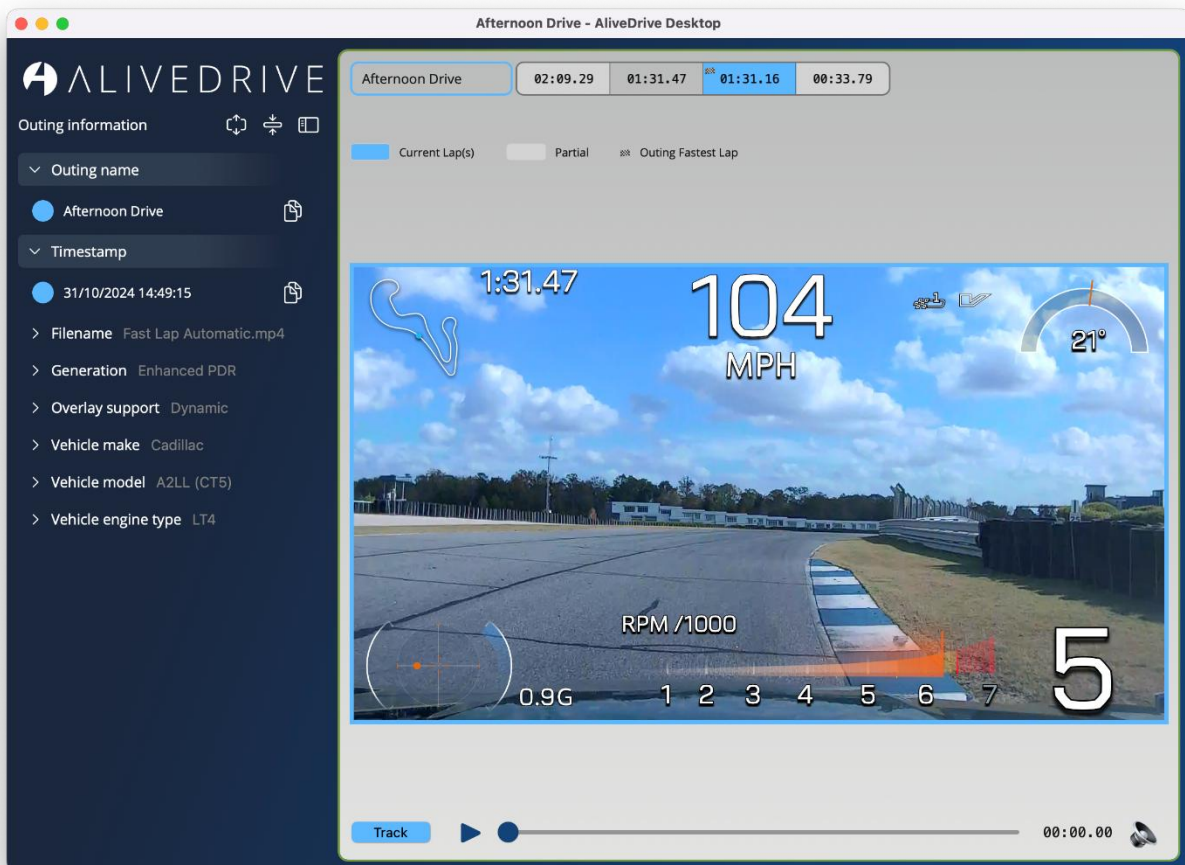 Afternoon Drive - AliveDrive Desktop
ALIVEDRIVE
Outing information
Outing name
Afternoon Drive
Timestamp
31/10/2024 14:49:15
Filename Fast Lap Automatic.mp4
Generation Enhanced PDR
Overlay support Dynamic
Vehicle make Cadillac
Vehicle model A2LL (CT5)
Vehicle engine type LT4
Afternoon Drive 02:09.29 01:31.47 01:31.16 00:33.79
Current Lap(s) Partial Outing Fastest Lap
1:31.47
104
MPH
1
21°
RPM /1000
0.9G
1 2 3 4 5 6 7
5
Track 00:00.00